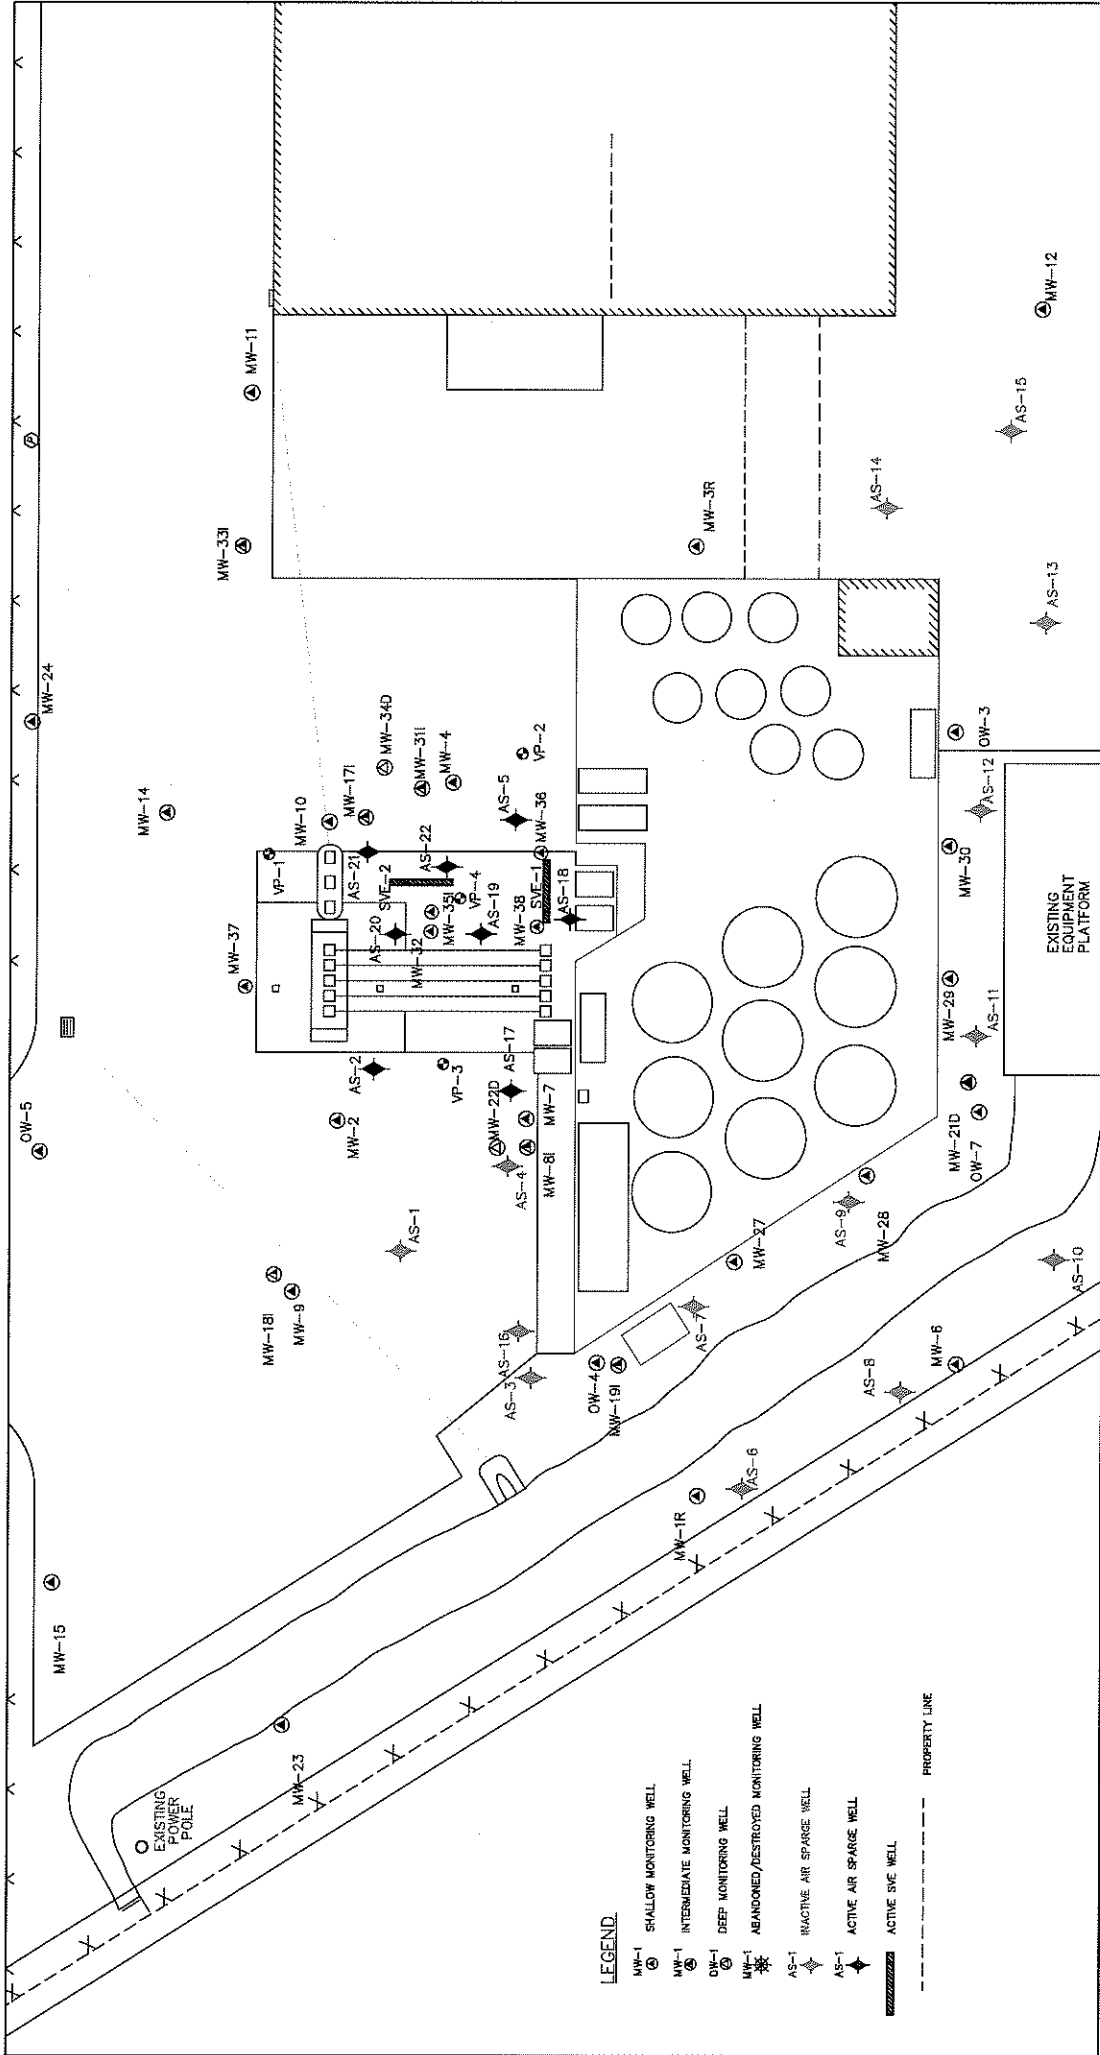 MW-15
OW-5
MW-24
MW-14
MW-33I
MW-11
MW-37
VP-1
MW-10
MW-17I
MW-34D
MW-31I
MW-4
VP-2
AS-5
MW-36
AS-21
AS-22
SVE-2
VP-4
MW-35I
AS-19
SVE-1
AS-18
MW-38
AS-20
MW-32
AS-2
VP-3
AS-17
MW-2
MW-22D
MW-7
AS-4
MW-8I
AS-1
MW-18I
MW-9
AS-16
AS-3
OW-4
MW-19I
AS-7
MW-27
AS-9
MW-28
MW-3R
AS-14
AS-15
MW-12
AS-13
OW-3
AS-12
MW-30
MW-29
AS-11
MW-21D
OW-7
EXISTING
EQUIPMENT
PLATFORM
AS-10
MW-6
AS-8
AS-6
MW-1R
MW-23
EXISTING
POWER
POLE
P
LEGEND
MW-1 SHALLOW MONITORING WELL
MW-1 INTERMEDIATE MONITORING WELL
DW-1 DEEP MONITORING WELL
MW-1 ABANDONED/DESTROYED MONITORING WELL
AS-1 INACTIVE AIR SPARGE WELL
AS-1 ACTIVE AIR SPARGE WELL
ACTIVE SVE WELL
PROPERTY LINE